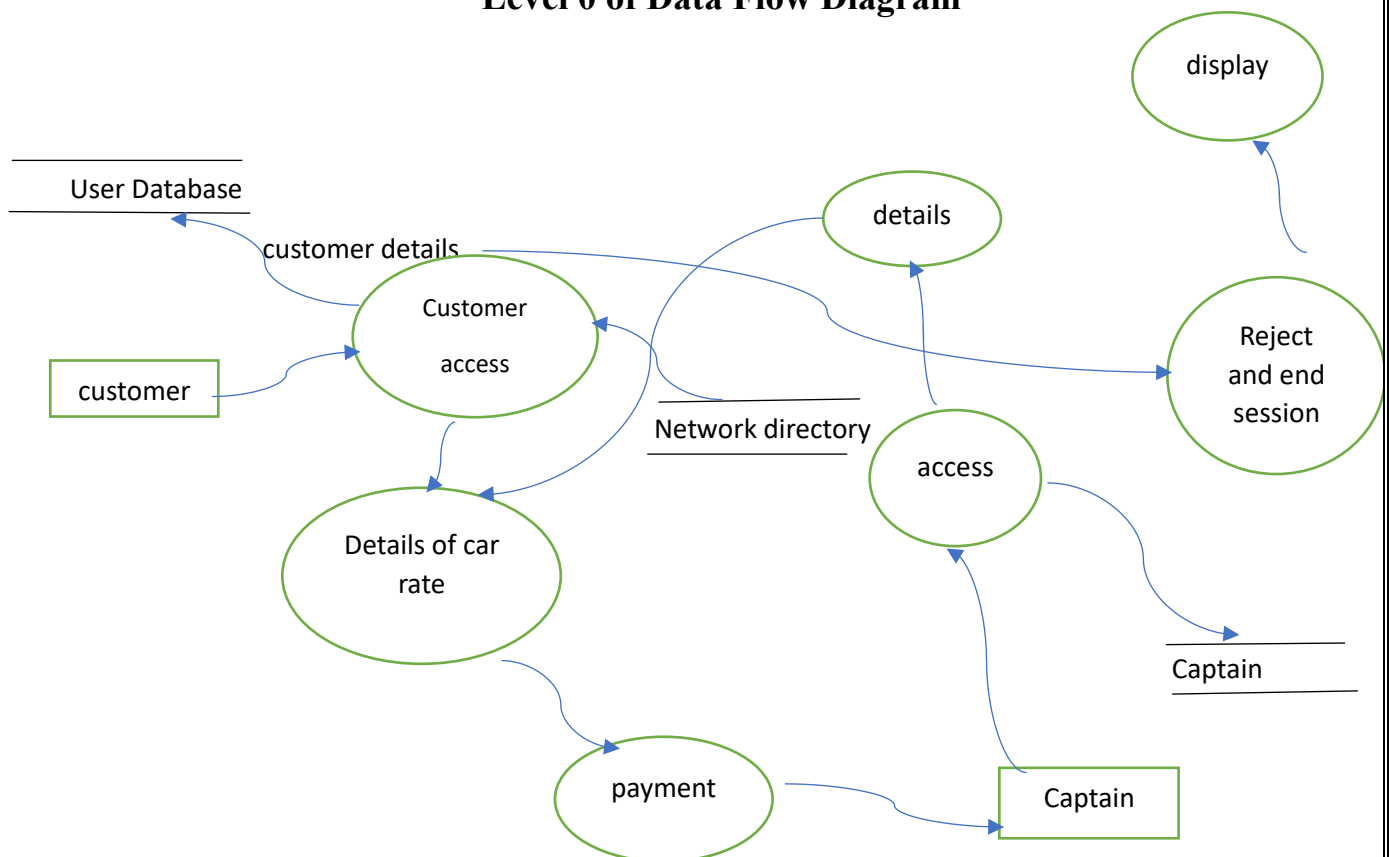 Level 0 of Data Flow Diagram
display
User Database
details
customer details
Customer
access
customer
Reject
and end
session
Network directory
access
Details of car
rate
Captain
payment
Captain